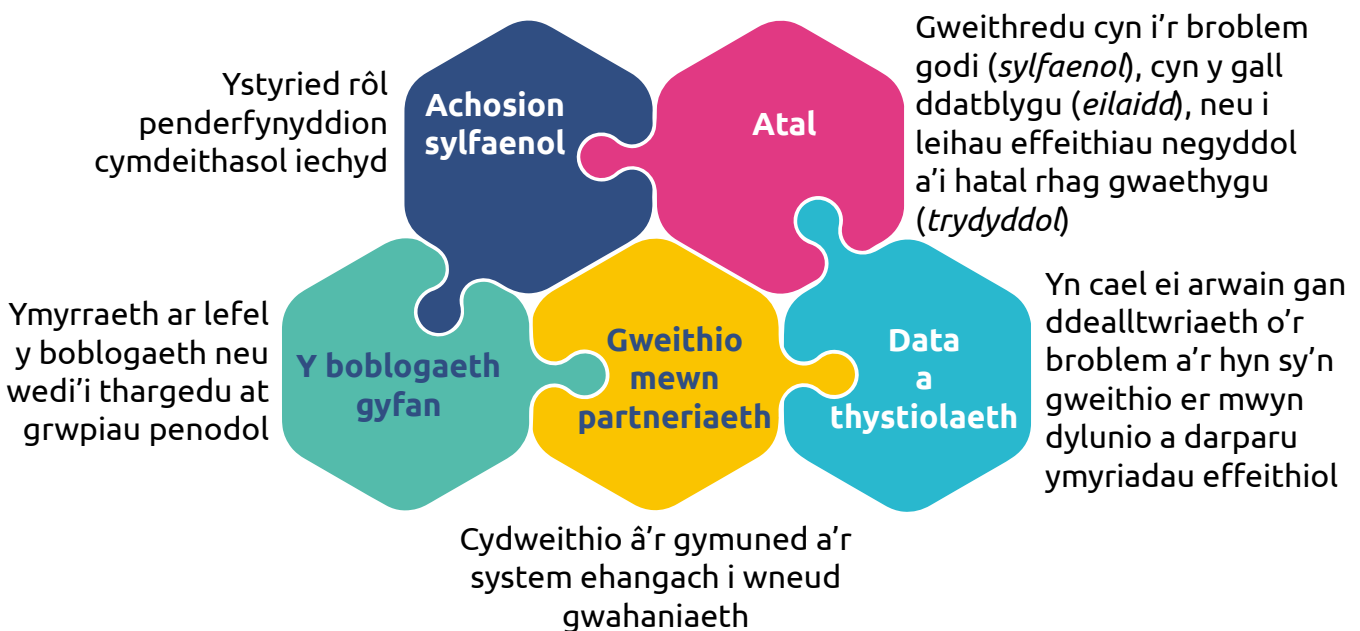 Ystyried rôl
penderfynyddion
cymdeithasol iechyd
Achosion
sylfaenol
Atal
Gweithredu cyn i’r broblem
godi (sylfaenol), cyn y gall
ddatblygu (eilaidd), neu i
leihau effeithiau negyddol
a'i hatal rhag gwaethygu
(trydyddol)
Ymyrraeth ar lefel
y boblogaeth neu
wedi’i thargedu at
grwpiau penodol
Y boblogaeth
gyfan
Gweithio
mewn
partneriaeth
Data
a
thystiolaeth
Yn cael ei arwain gan
ddealltwriaeth o’r
broblem a’r hyn sy’n
gweithio er mwyn
dylunio a darparu
ymyriadau effeithiol
Cydweithio â’r gymuned a’r
system ehangach i wneud
gwahaniaeth